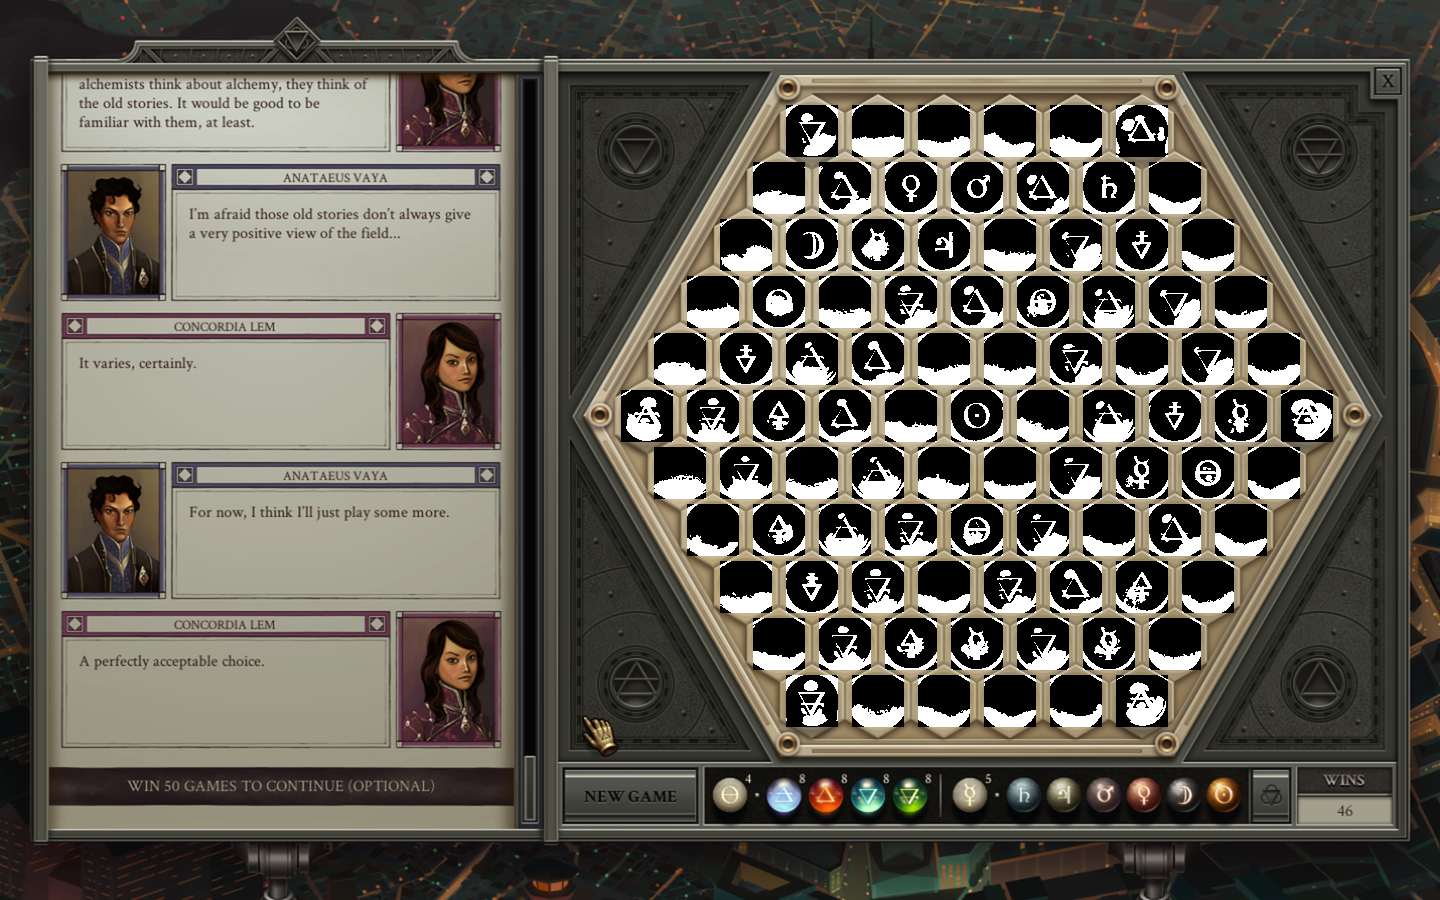 alchemists think about alchemy, they think of
the old stories. It would be good to be
familiar with them, at least.
ANATAEUS VAYA
I'm afraid those old stories don't always give
a very positive view of the field...
CONCORDIA LEM
It varies, certainly.
ANATAEUS VAYA
For now, I think I'll just play some more.
CONCORDIA LEM
A perfectly acceptable choice.
WIN 50 GAMES TO CONTINUE (OPTIONAL)
X
NEW GAME
4 8 8 8 8 5
WINS
46